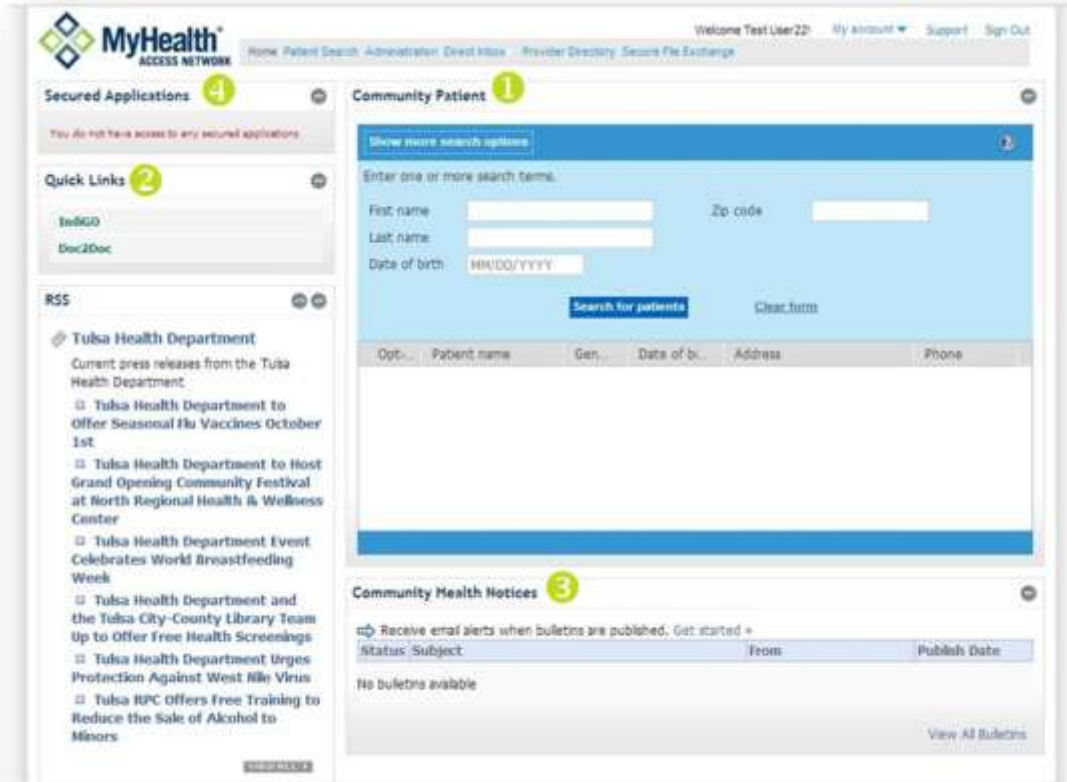 MyHealth
ACCESS NETWORK
Welcome Test User22!
My account
Support
Sign Out
Home Patient Search Administration Direct Inbox Provider Directory Secure File Exchange
Secured Applications 4
You do not have access to any secured applications
Quick Links 2
IndiGO
Doc2Doc
RSS
Tulsa Health Department
Current press releases from the Tulsa
Health Department
Tulsa Health Department to
Offer Seasonal Flu Vaccines October
1st
Tulsa Health Department to Host
Grand Opening Community Festival
at North Regional Health & Wellness
Center
Tulsa Health Department Event
Celebrates World Breastfeeding
Week
Tulsa Health Department and
the Tulsa City-County Library Team
Up to Offer Free Health Screenings
Tulsa Health Department Urges
Protection Against West Nile Virus
Tulsa RPC Offers Free Training to
Reduce the Sale of Alcohol to
Minors
VIEW ALL
Community Patient 1
Show more search options
Enter one or more search terms.
First name
Zip code
Last name
Date of birth MM/DD/YYYY
Search for patients
Clear form
Opt... Patient name Gen... Date of bi... Address Phone
Community Health Notices 3
Receive email alerts when bulletins are published. Get started »
Status Subject From Publish Date
No bulletins available
View All Bulletins